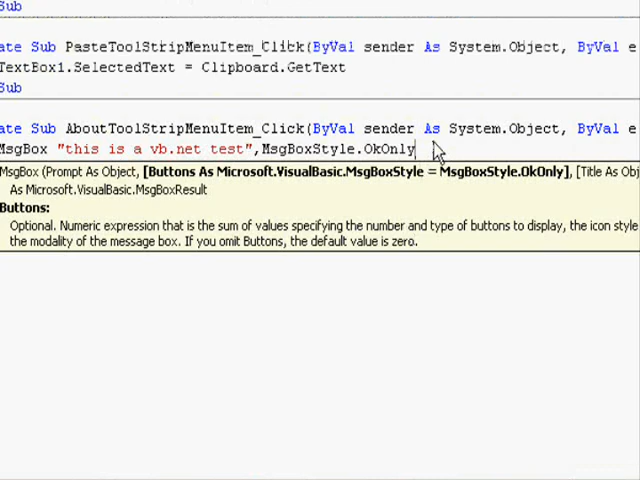 Sub
ate Sub PasteToolStripMenuItem_Click(ByVal sender As System.Object, ByVal e
TextBox1.SelectedText = Clipboard.GetText
Sub
ate Sub AboutToolStripMenuItem_Click(ByVal sender As System.Object, ByVal e
MsgBox "this is a vb.net test",MsgBoxStyle.OkOnly
MsgBox (Prompt As Object, [Buttons As Microsoft.VisualBasic.MsgBoxStyle = MsgBoxStyle.OkOnly], [Title As Obj
As Microsoft.VisualBasic.MsgBoxResult
Buttons:
Optional. Numeric expression that is the sum of values specifying the number and type of buttons to display, the icon style
the modality of the message box. If you omit Buttons, the default value is zero.